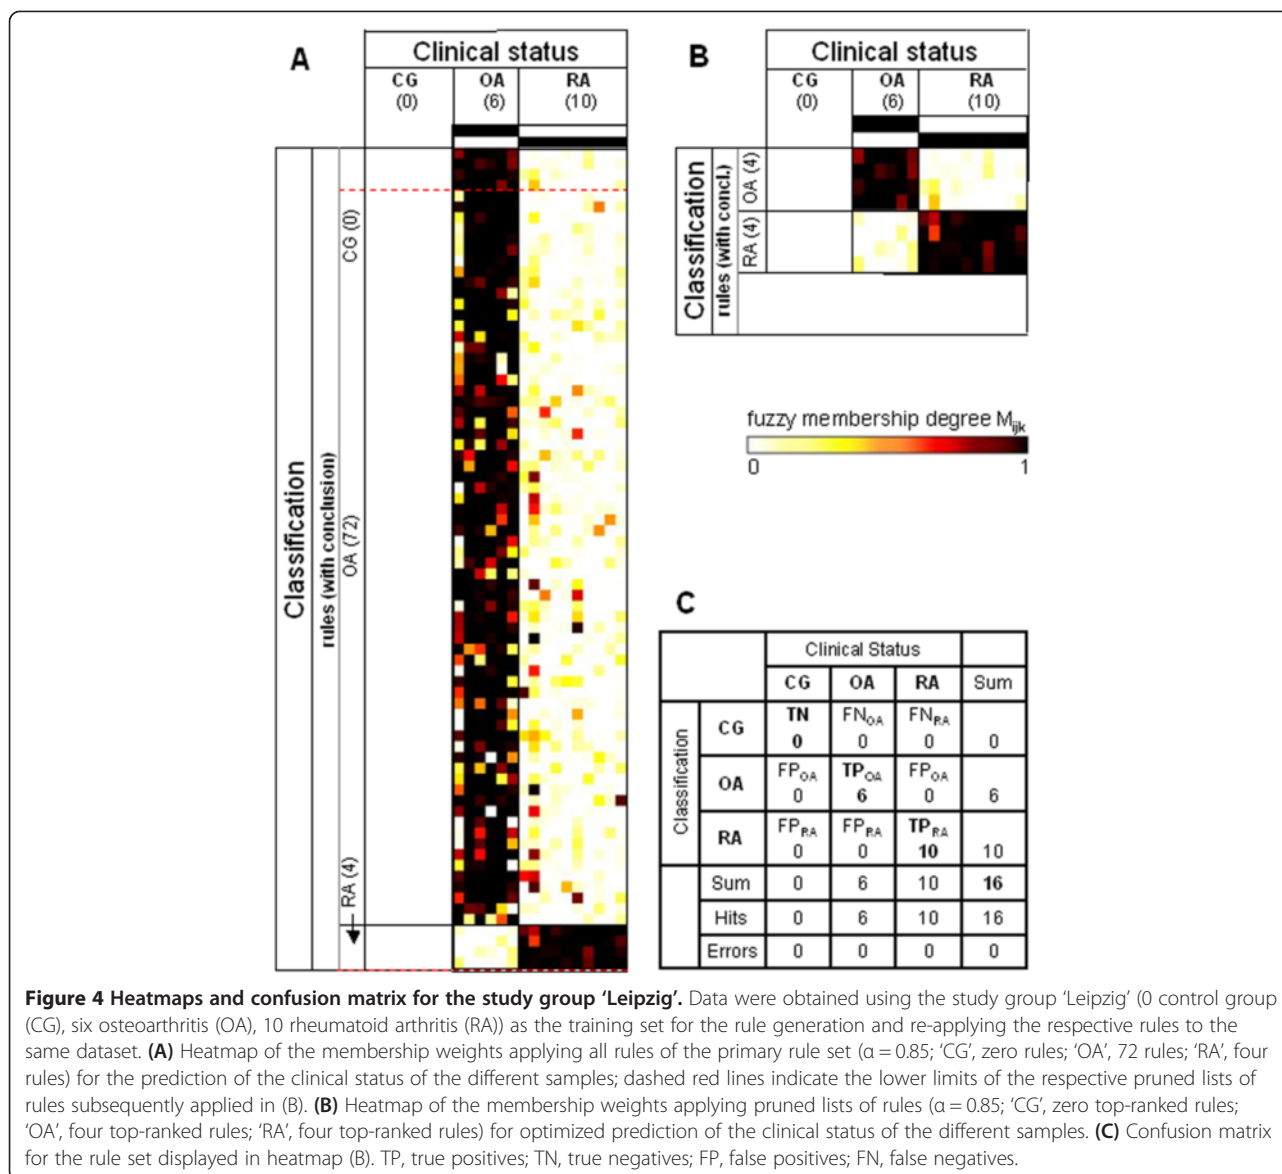 A
Clinical status
CG OA RA
(0) (6) (10)
Classification
rules (with conclusion)
CG (0)
OA (72)
RA (4)
B
Clinical status
CG OA RA
(0) (6) (10)
Classification
rules (with concl.)
OA (4)
RA (4)
fuzzy membership degree Mijk
0 1
C
Clinical Status
CG OA RA Sum
Classification
CG TN FNOA FNRA
0 0 0 0
OA FPOA TPOA FPOA
0 6 0 6
RA FPRA FPRA TPRA
0 0 10 10
Sum 0 6 10 16
Hits 0 6 10 16
Errors 0 0 0 0
Figure 4 Heatmaps and confusion matrix for the study group ‘Leipzig’. Data were obtained using the study group ‘Leipzig’ (0 control group
(CG), six osteoarthritis (OA), 10 rheumatoid arthritis (RA)) as the training set for the rule generation and re-applying the respective rules to the
same dataset. (A) Heatmap of the membership weights applying all rules of the primary rule set (α = 0.85; ‘CG’, zero rules; ‘OA’, 72 rules; ‘RA’, four
rules) for the prediction of the clinical status of the different samples; dashed red lines indicate the lower limits of the respective pruned lists of
rules subsequently applied in (B). (B) Heatmap of the membership weights applying pruned lists of rules (α = 0.85; ‘CG’, zero top-ranked rules;
‘OA’, four top-ranked rules; ‘RA’, four top-ranked rules) for optimized prediction of the clinical status of the different samples. (C) Confusion matrix
for the rule set displayed in heatmap (B). TP, true positives; TN, true negatives; FP, false positives; FN, false negatives.